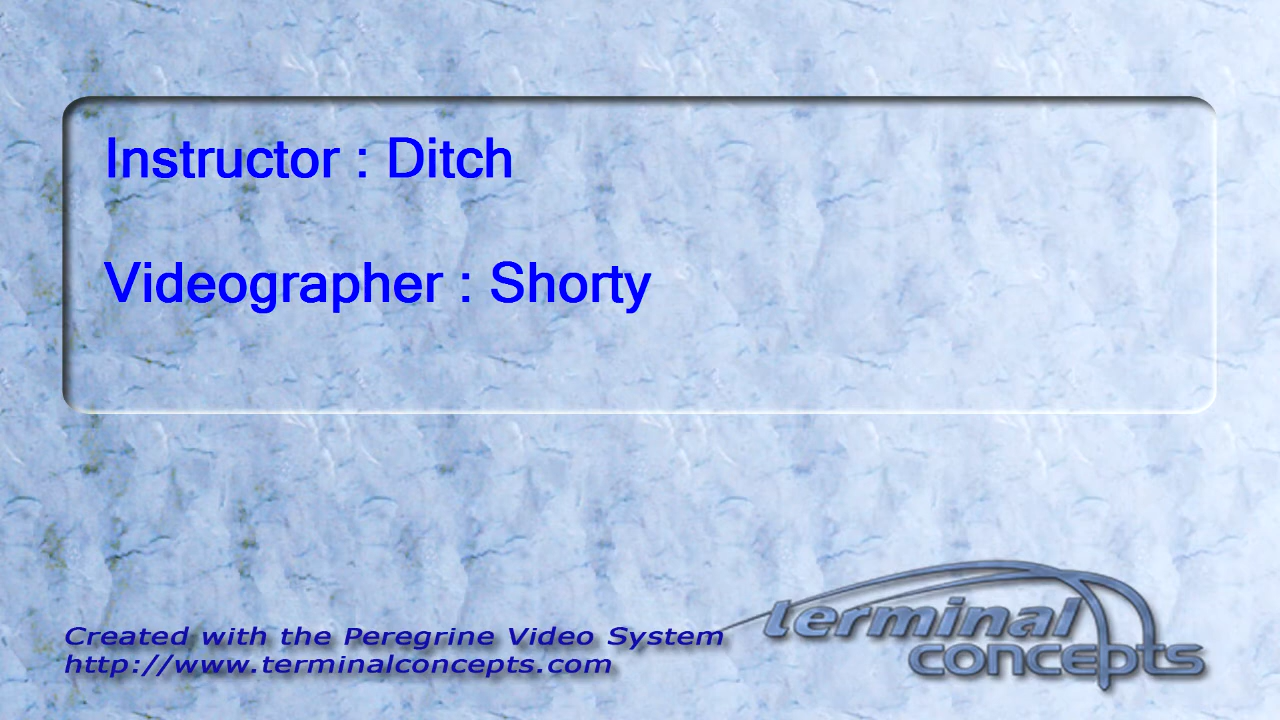 Instructor : Ditch
Videographer : Shorty
Created with the Peregrine Video System
http://www.terminalconcepts.com
terminal
concepts